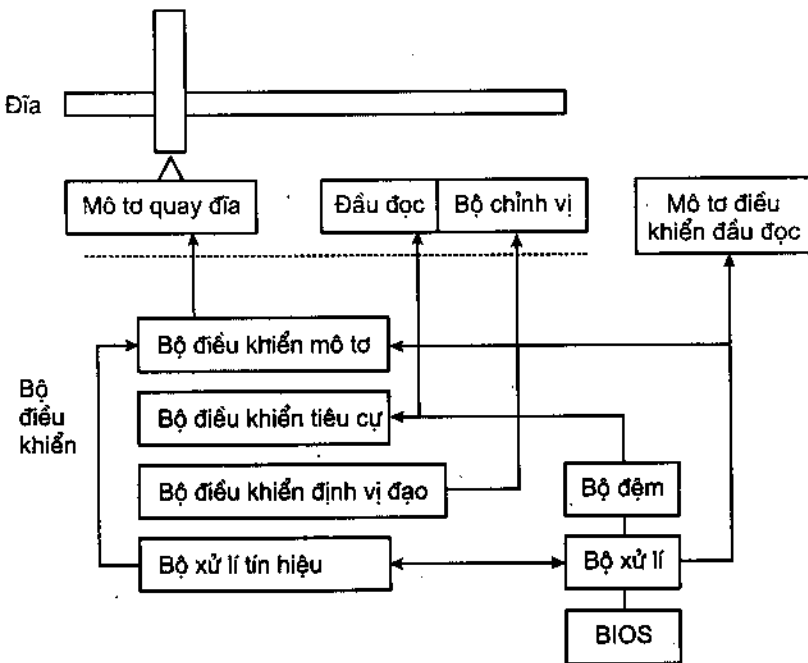 Đĩa
Mô tơ quay đĩa
Đầu đọc
Bộ chỉnh vị
Mô tơ điều
khiển đầu đọc
Bộ điều khiển mô tơ
Bộ
điều
khiển
Bộ điều khiển tiêu cự
Bộ điều khiển định vị đạo
Bộ đệm
Bộ xử lí tín hiệu
Bộ xử lí
BIOS